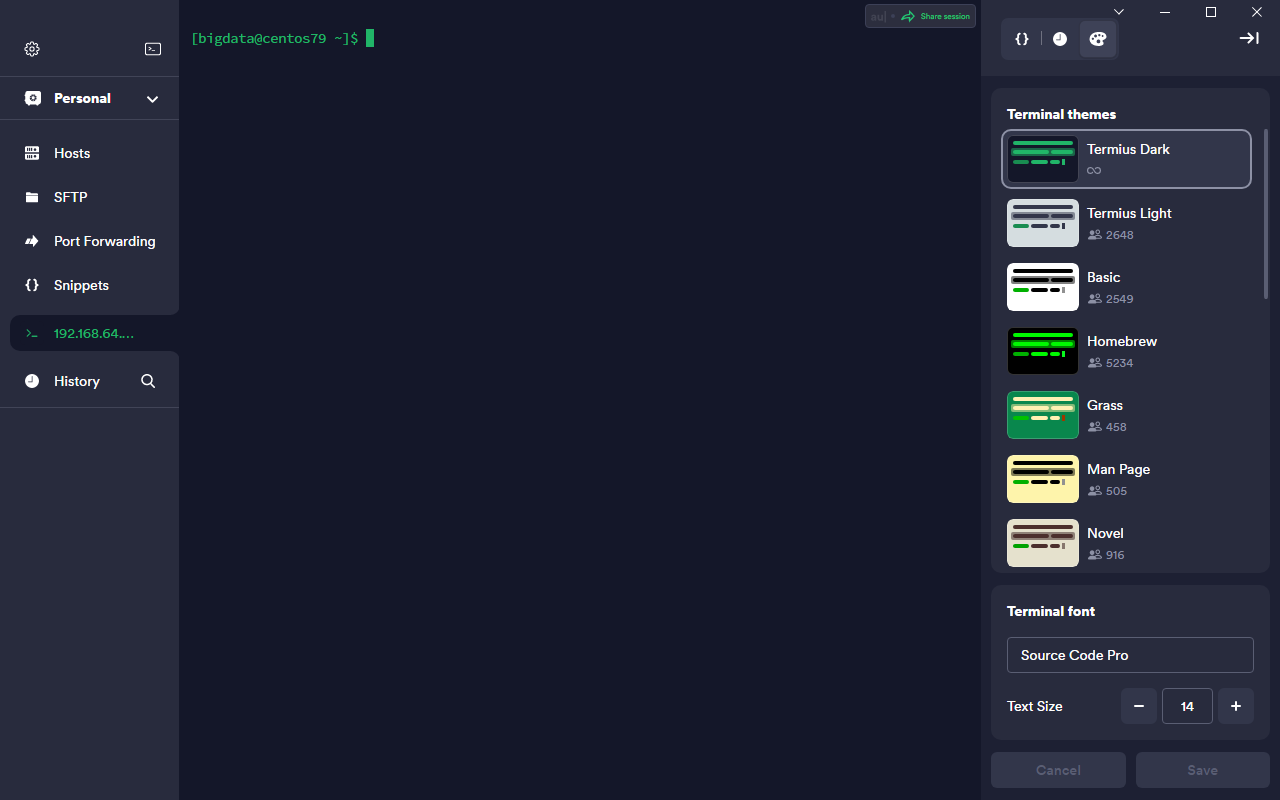 Personal
Hosts
SFTP
Port Forwarding
Snippets
192.168.64....
History
[bigdata@centos79 ~]$
Share session
Terminal themes
Termius Dark
Termius Light
2648
Basic
2549
Homebrew
5234
Grass
458
Man Page
505
Novel
916
Terminal font
Source Code Pro
Text Size
14
Cancel
Save